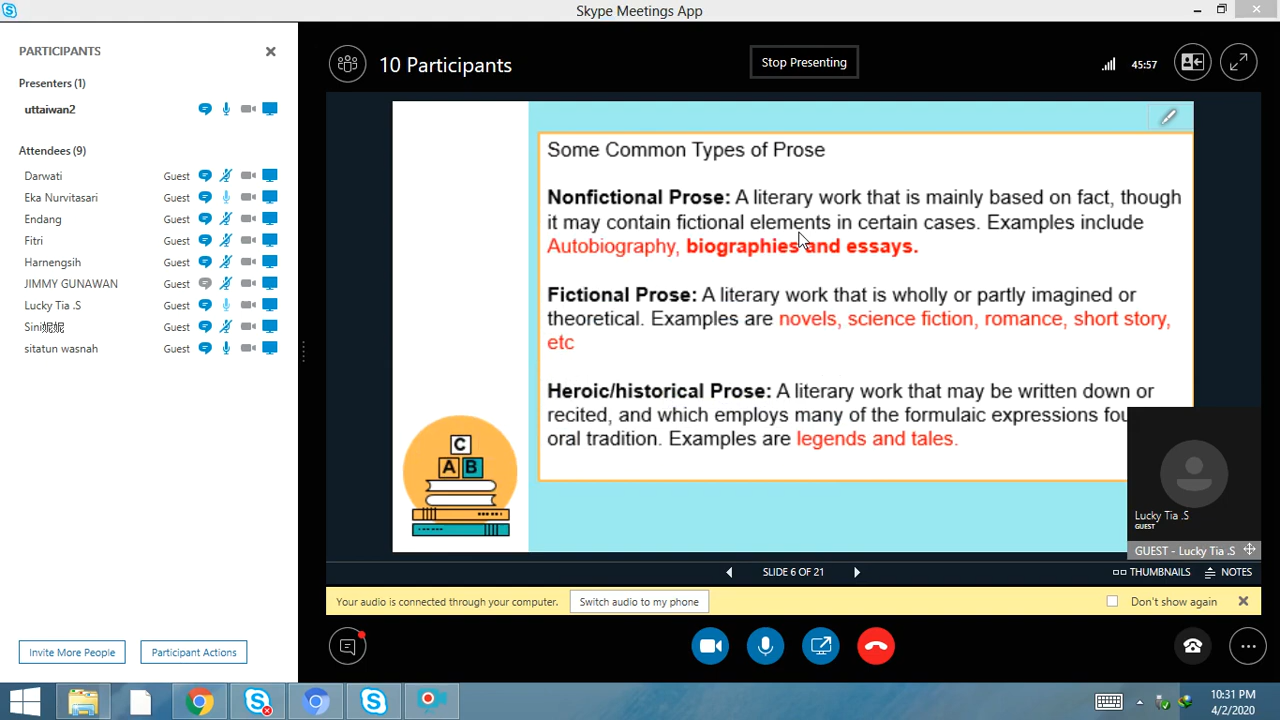 Skype Meetings App
PARTICIPANTS
Presenters (1)
uttaiwan2
Attendees (9)
Darwati Guest
Eka Nurvitasari Guest
Endang Guest
Fitri Guest
Harnengsih Guest
JIMMY GUNAWAN Guest
Lucky Tia .S Guest
Sini妮妮 Guest
sitatun wasnah Guest
Invite More People
Participant Actions
10 Participants
Stop Presenting
45:57
Some Common Types of Prose
Nonfictional Prose: A literary work that is mainly based on fact, though
it may contain fictional elements in certain cases. Examples include
Autobiography, biographies and essays.
Fictional Prose: A literary work that is wholly or partly imagined or
theoretical. Examples are novels, science fiction, romance, short story,
etc
Heroic/historical Prose: A literary work that may be written down or
recited, and which employs many of the formulaic expressions
oral tradition. Examples are legends and tales.
C
A B
Lucky Tia .S
GUEST
GUEST - Lucky Tia .S
SLIDE 6 OF 21
THUMBNAILS
NOTES
Your audio is connected through your computer.
Switch audio to my phone
Don't show again
10:31 PM
4/2/2020